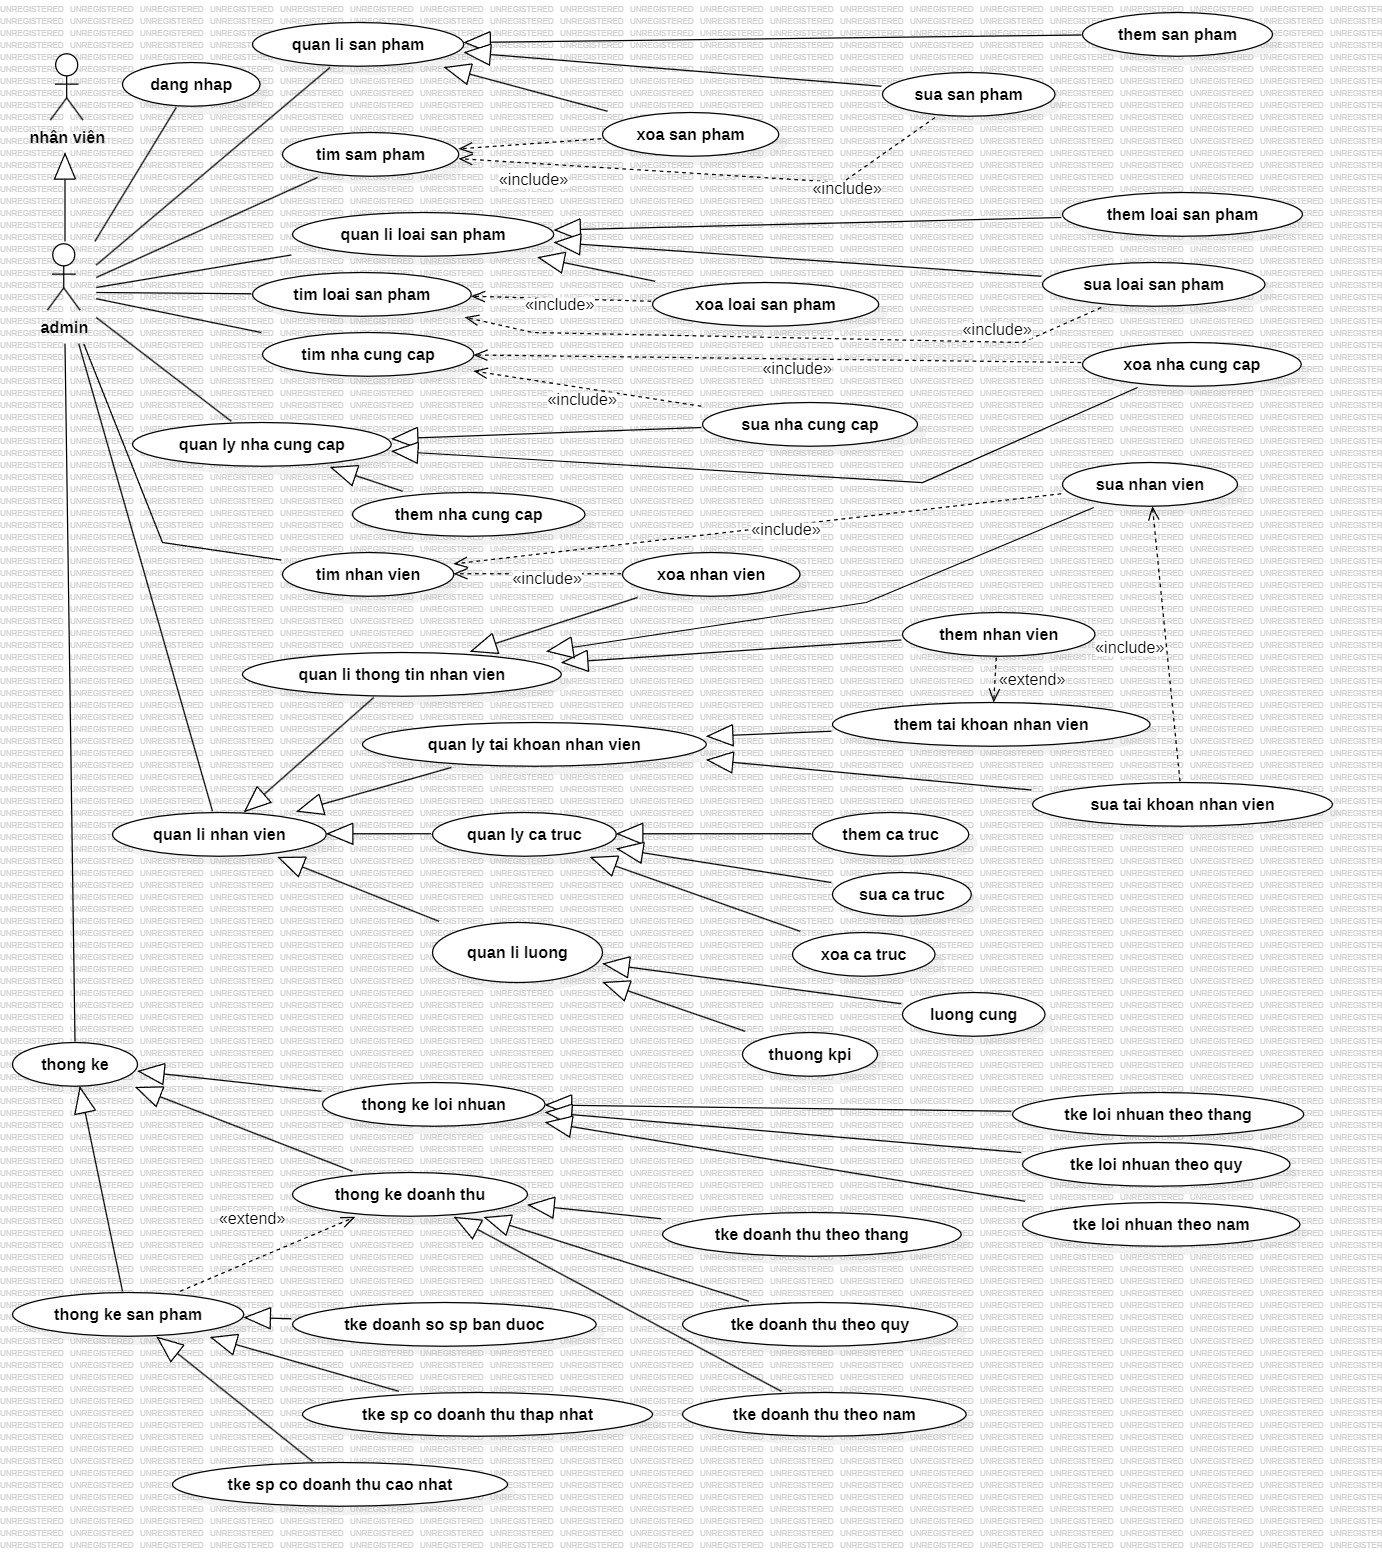 quan li san pham
them san pham
dang nhap
sua san pham
nhân viên
xoa san pham
tim sam pham
«include»
«include»
them loai san pham
quan li loai san pham
sua loai san pham
tim loai san pham
«include»
xoa loai san pham
admin
«include»
tim nha cung cap
«include»
xoa nha cung cap
«include»
sua nha cung cap
quan ly nha cung cap
sua nhan vien
them nha cung cap
«include»
tim nhan vien
«include»
xoa nhan vien
them nhan vien
«include»
quan li thong tin nhan vien
«extend»
them tai khoan nhan vien
quan ly tai khoan nhan vien
sua tai khoan nhan vien
quan li nhan vien
quan ly ca truc
them ca truc
sua ca truc
quan li luong
xoa ca truc
luong cung
thuong kpi
thong ke
thong ke loi nhuan
tke loi nhuan theo thang
tke loi nhuan theo quy
thong ke doanh thu
«extend»
tke loi nhuan theo nam
tke doanh thu theo thang
thong ke san pham
tke doanh so sp ban duoc
tke doanh thu theo quy
tke sp co doanh thu thap nhat
tke doanh thu theo nam
tke sp co doanh thu cao nhat
UNREGISTERED